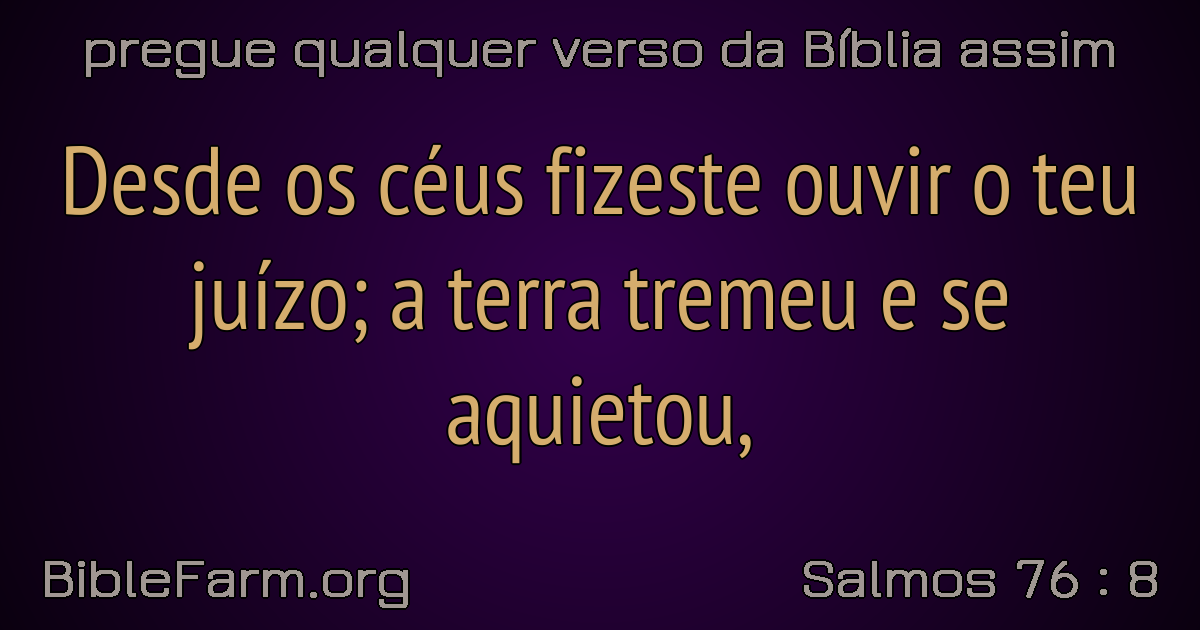 pregue qualquer verso da Bíblia assim
Desde os céus fizeste ouvir o teu
juízo; a terra tremeu e se
aquietou,
BibleFarm.org
Salmos 76 : 8